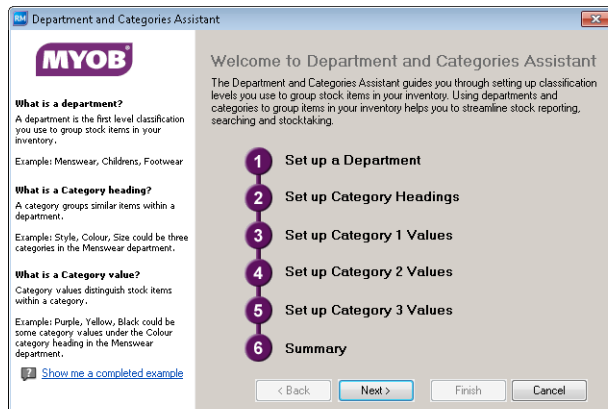 RM Department and Categories Assistant
MYOB
What is a department?
A department is the first level classification
you use to group stock items in your
inventory.
Example: Menswear, Childrens, Footwear
What is a Category heading?
A category groups similar items within a
department.
Example: Style, Colour, Size could be three
categories in the Menswear department.
What is a Category value?
Category values distinguish stock items
within a category.
Example: Purple, Yellow, Black could be
some category values under the Colour
category heading in the Menswear
department.
? Show me a completed example
Welcome to Department and Categories Assistant
The Department and Categories Assistant guides you through setting up classification
levels you use to group stock items in your inventory. Using departments and
categories to group items in your inventory helps you to streamline stock reporting,
searching and stocktaking.
1 Set up a Department
2 Set up Category Headings
3 Set up Category 1 Values
4 Set up Category 2 Values
5 Set up Category 3 Values
6 Summary
< Back Next > Finish Cancel